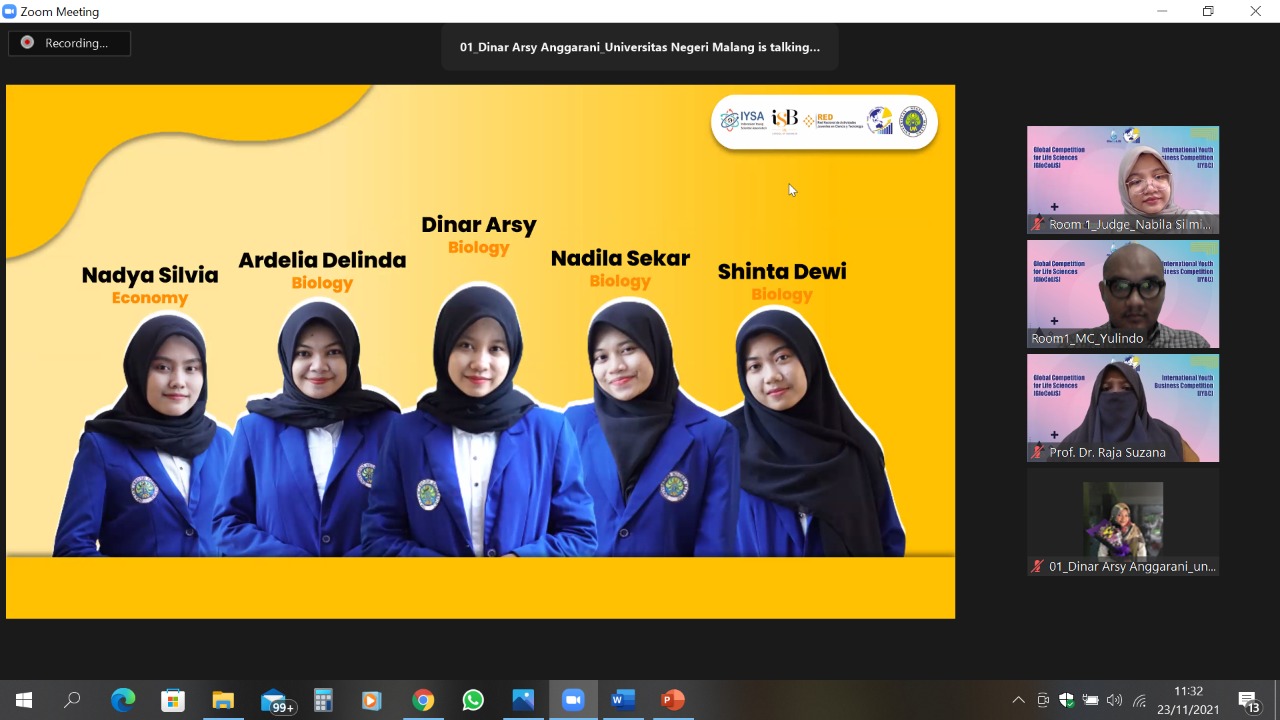 Zoom Meeting
Recording...
01_Dinar Arsy Anggarani_Universitas Negeri Malang is talking...
IYSA
isB
RED
Dinar Arsy
Biology
Ardelia Delinda
Biology
Nadila Sekar
Biology
Nadya Silvia
Economy
Shinta Dewi
Biology
Global Competition
for Life Sciences
(GloCoLiS)
International Youth
Business Competition
(IYBC)
Room 1_Judge_Nabila Silmi...
Global Competition
for Life Sciences
(GloCoLiS)
International Youth
Business Competition
(IYBC)
Room1_MC_Yulindo
Global Competition
for Life Sciences
(GloCoLiS)
International Youth
Business Competition
(IYBC)
Prof. Dr. Raja Suzana
01_Dinar Arsy Anggarani_un...
99+
11:32
23/11/2021
13